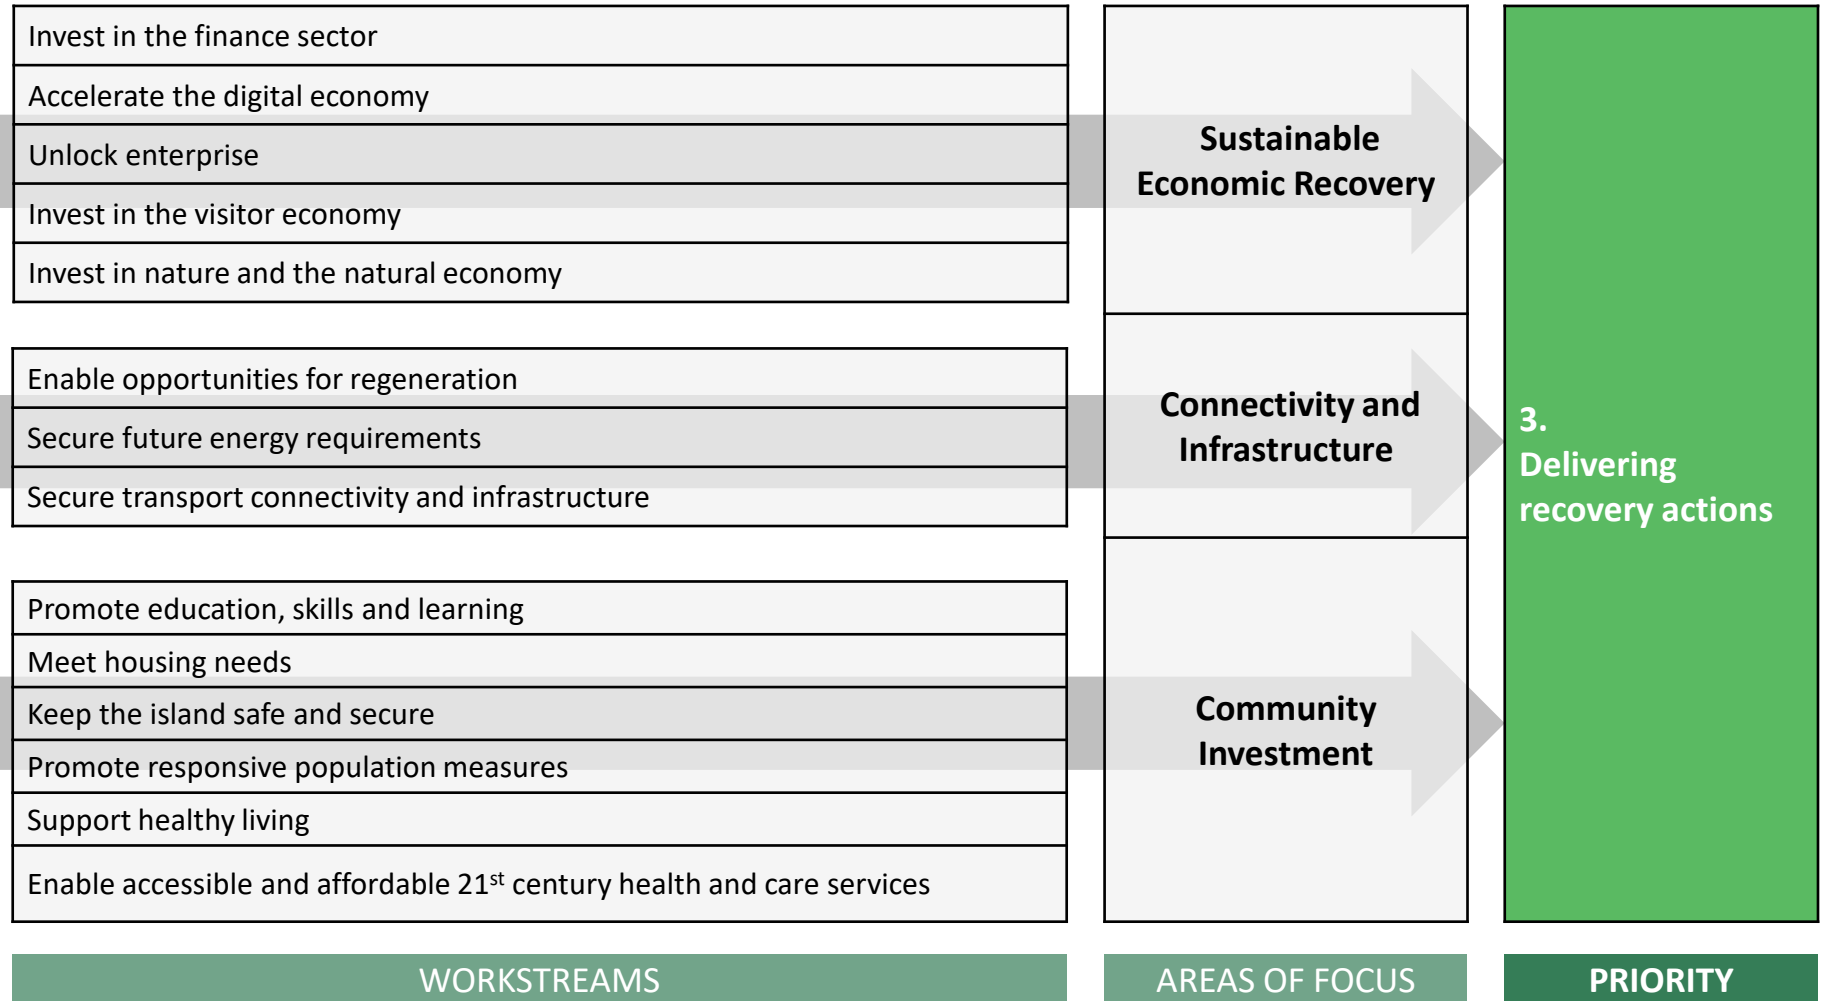 Invest in the finance sector
Accelerate the digital economy
Unlock enterprise
Invest in the visitor economy
Invest in nature and the natural economy
Sustainable
Economic Recovery
Enable opportunities for regeneration
Secure future energy requirements
Secure transport connectivity and infrastructure
Connectivity and
Infrastructure
Promote education, skills and learning
Meet housing needs
Keep the island safe and secure
Promote responsive population measures
Support healthy living
Enable accessible and affordable 21st century health and care services
Community
Investment
3.
Delivering
recovery actions
WORKSTREAMS
AREAS OF FOCUS
PRIORITY